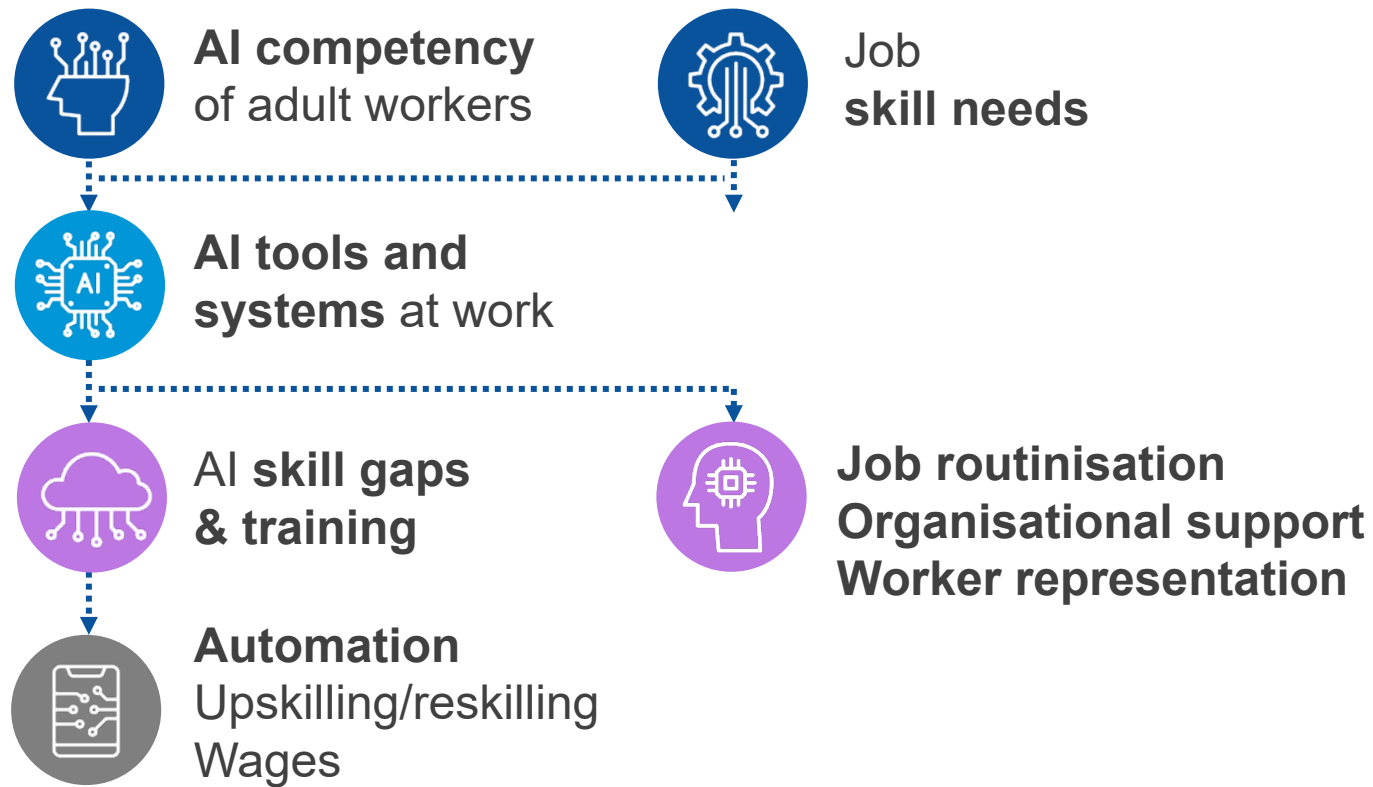 AI competency
of adult workers
Job
skill needs
AI
AI tools and
systems at work
AI skill gaps
& training
Job routinisation
Organisational support
Worker representation
Automation
Upskilling/reskilling
Wages